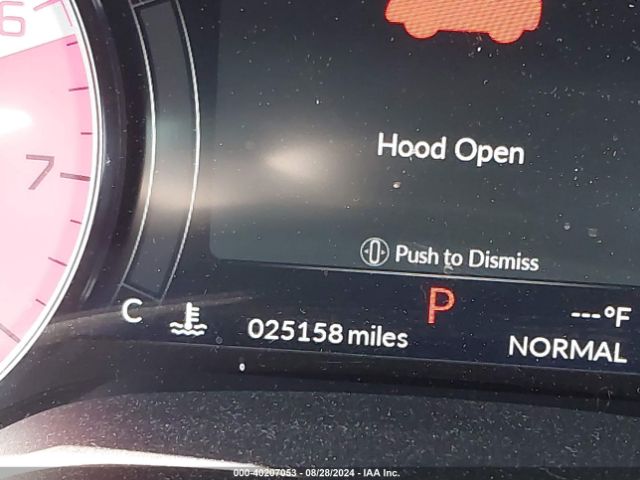 6
7
Hood Open
Push to Dismiss
C
025158 miles
P
---°F
NORMAL
000-40207053 - 08/28/2024 - IAA Inc.